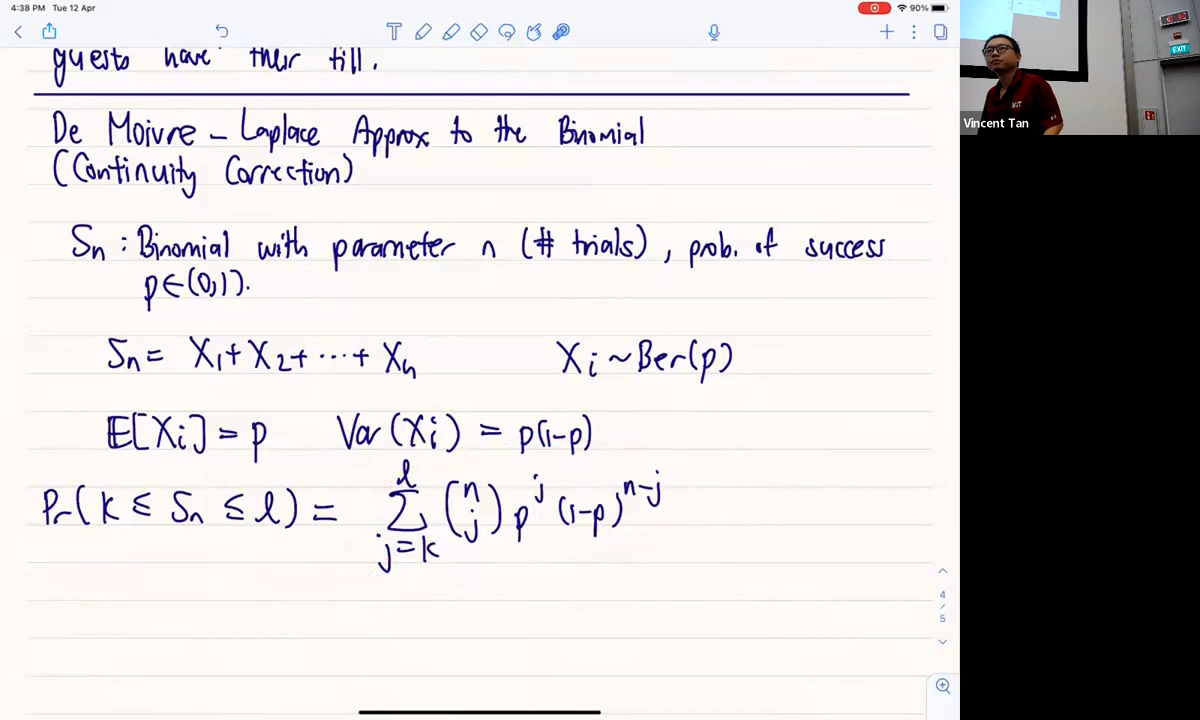 4:38 PM Tue 12 Apr
90%
guests have their fill.
De Moivre - Laplace Approx to the Binomial
(Continuity Correction)
Sn : Binomial with parameter n (# trials), prob. of success
p∈(0,1).
Sn = X1 + X2 + ⋯ + Xn Xi ~ Ber(p)
E[Xi] = p Var(Xi) = p(1-p)
Pr(k ≤ Sn ≤ l) = ∑_{j=k}^{l} (n j) p^j (1-p)^{n-j}
4
/
5
Vincent Tan
EXIT